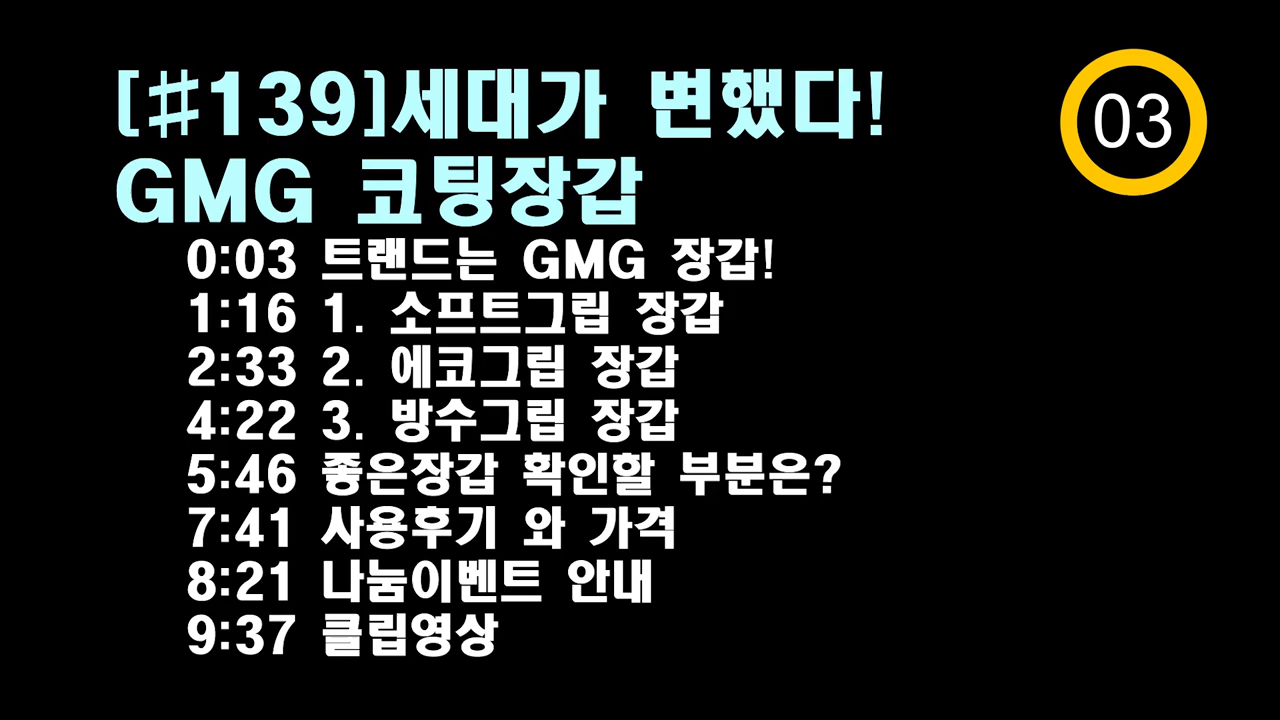 [#139]세대가 변했다!
GMG 코팅장갑
03
0:03 트랜드는 GMG 장갑!
1:16 1. 소프트그립 장갑
2:33 2. 에코그립 장갑
4:22 3. 방수그립 장갑
5:46 좋은장갑 확인할 부분은?
7:41 사용후기 와 가격
8:21 나눔이벤트 안내
9:37 클립영상